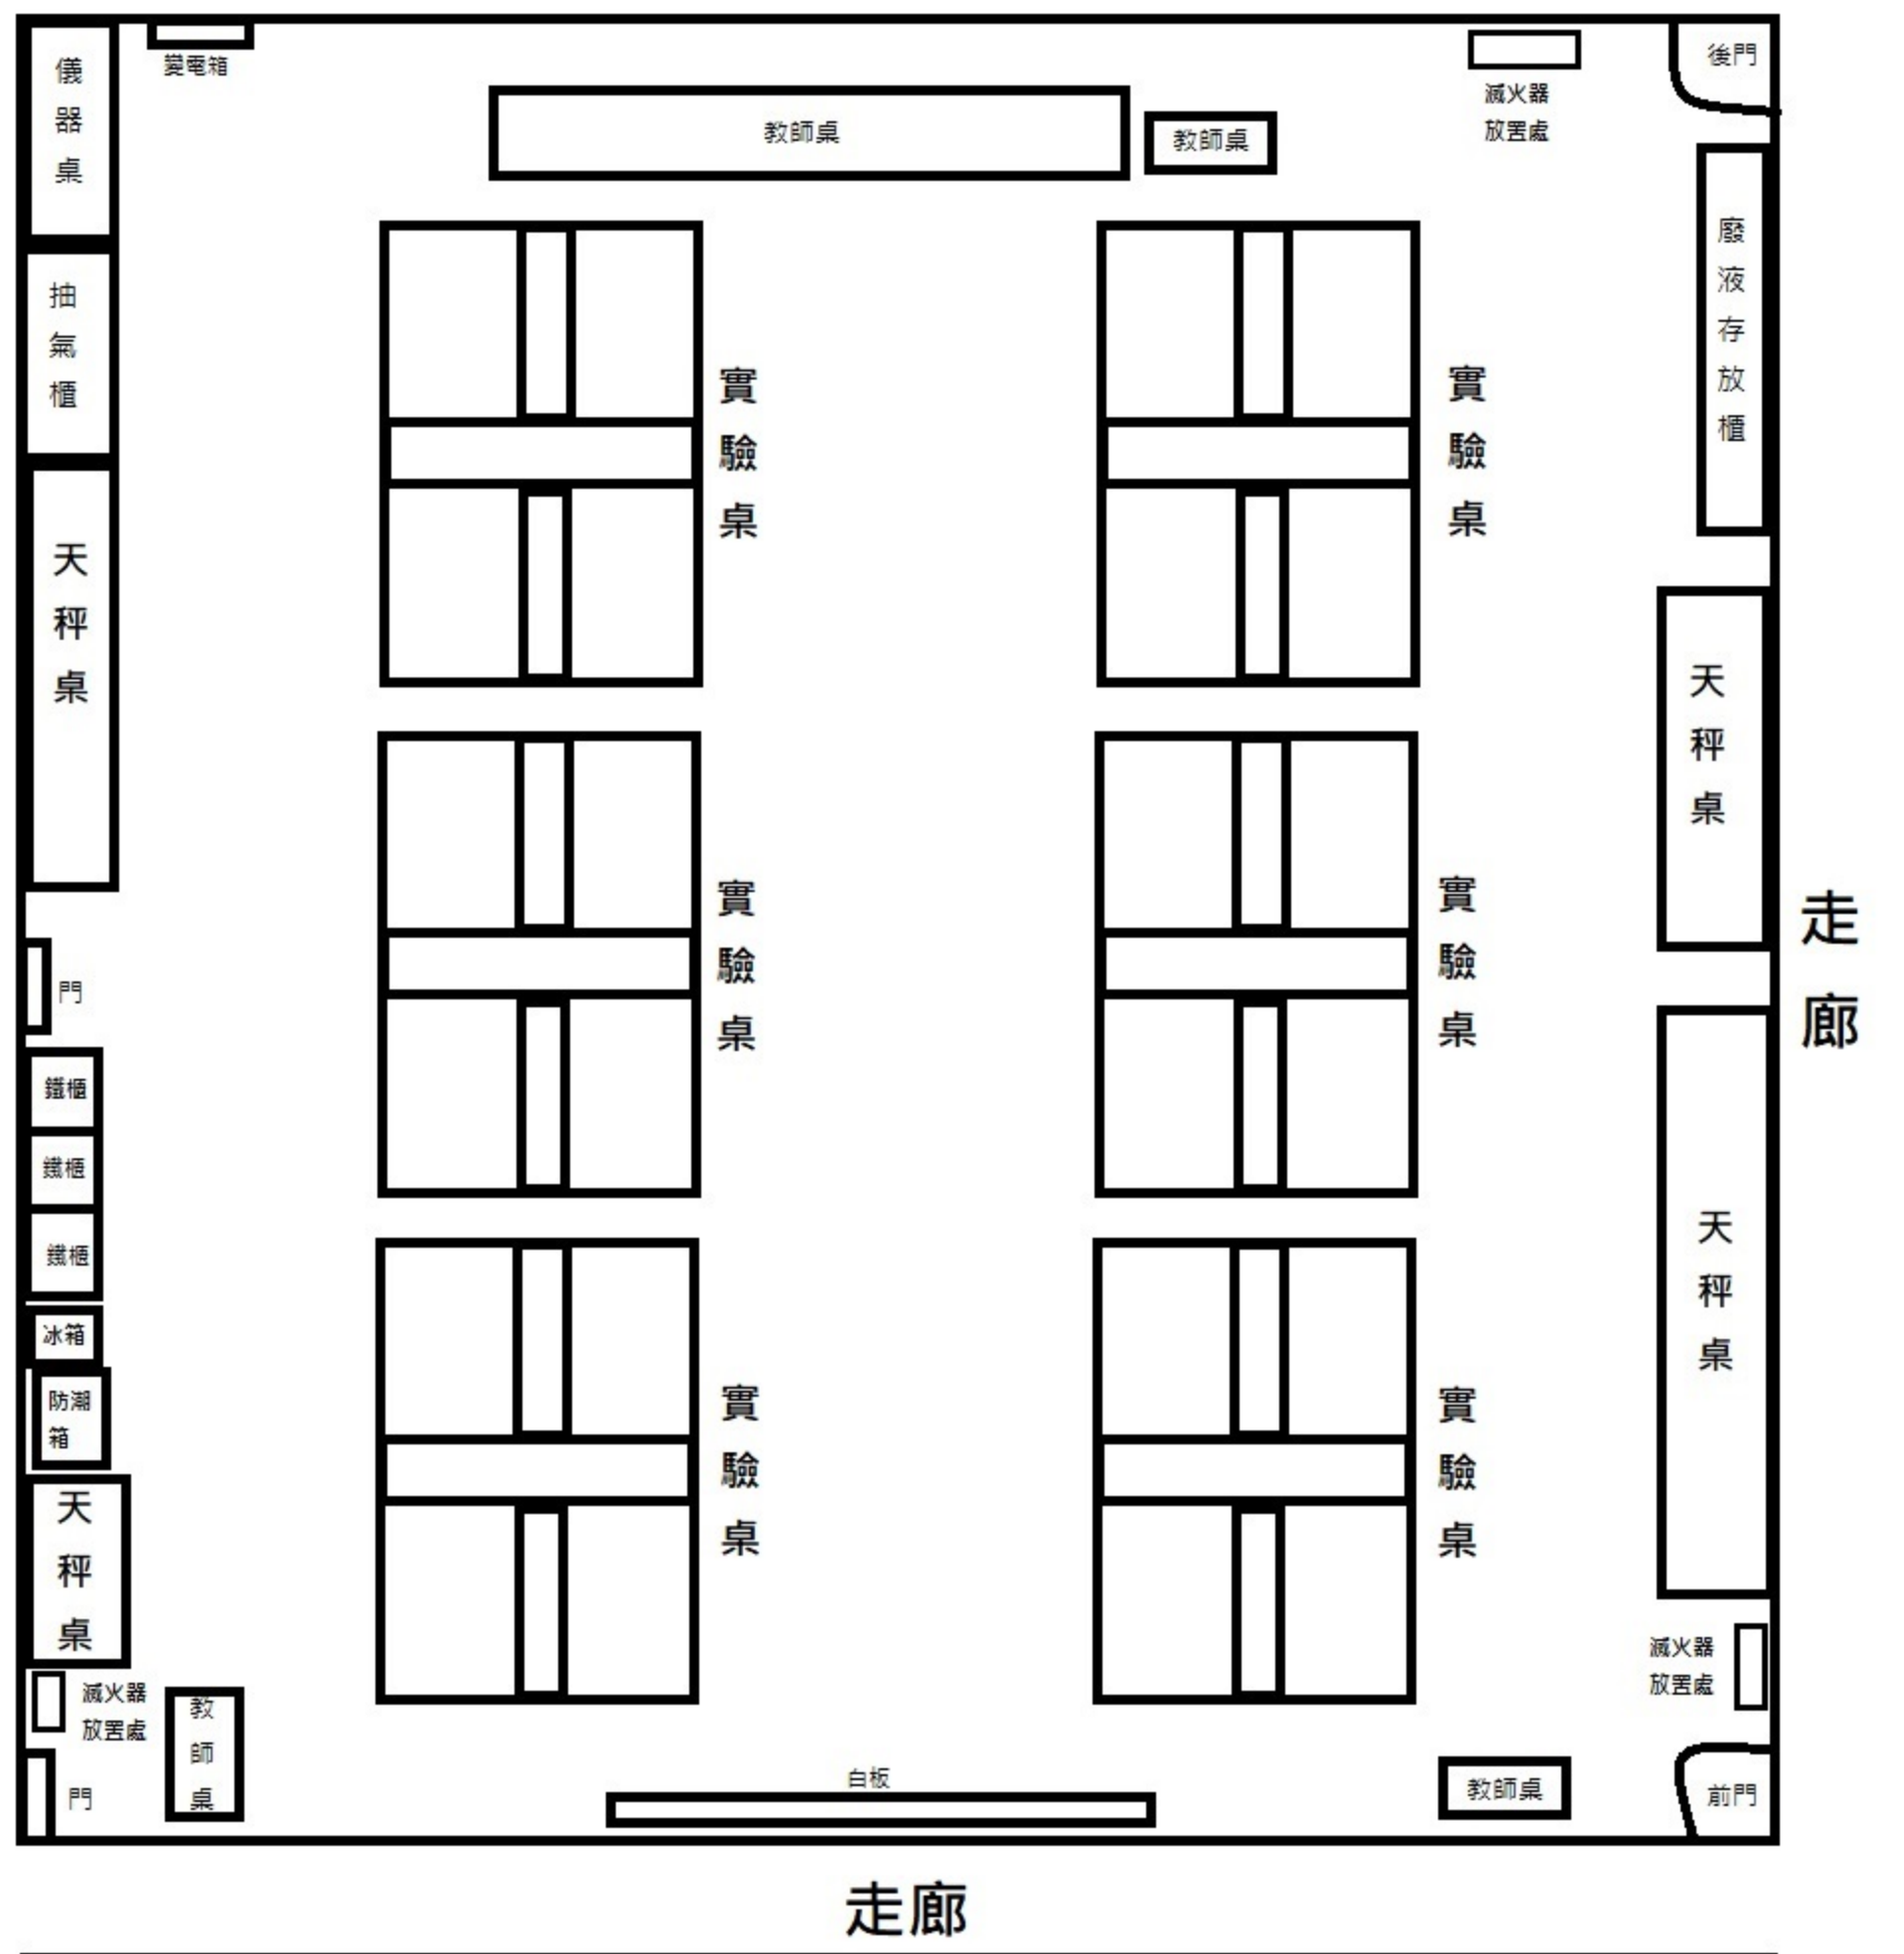 儀器桌
變電箱
教師桌
教師桌
滅火器
放置處
後門
抽氣櫃
廢液存放櫃
實驗桌
實驗桌
天秤桌
天秤桌
實驗桌
實驗桌
走廊
門
鐵櫃
鐵櫃
鐵櫃
冰箱
防潮
箱
天秤桌
實驗桌
實驗桌
天秤桌
滅火器
放置處
滅火器
放置處
教師桌
門
白板
教師桌
前門
走廊